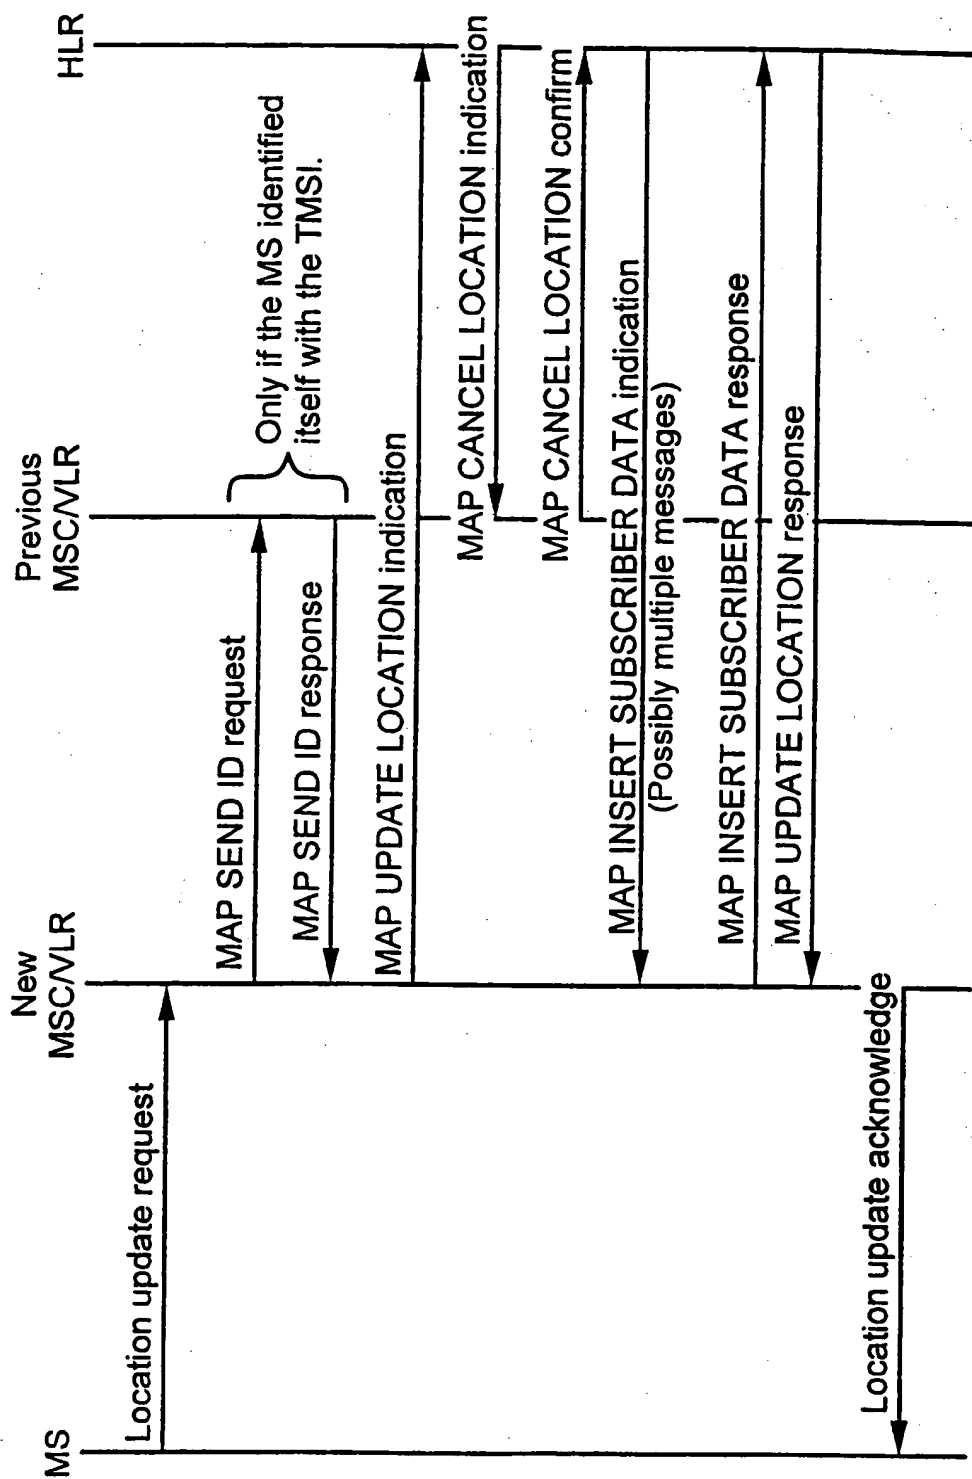 MS
New
MSC/VLR
Previous
MSC/VLR
HLR
Location update request
MAP SEND ID request
Only if the MS identified
itself with the TMSI.
MAP SEND ID response
MAP UPDATE LOCATION indication
MAP CANCEL LOCATION indication
MAP CANCEL LOCATION confirm
MAP INSERT SUBSCRIBER DATA indication
(Possibly multiple messages)
MAP INSERT SUBSCRIBER DATA response
MAP UPDATE LOCATION response
Location update acknowledge